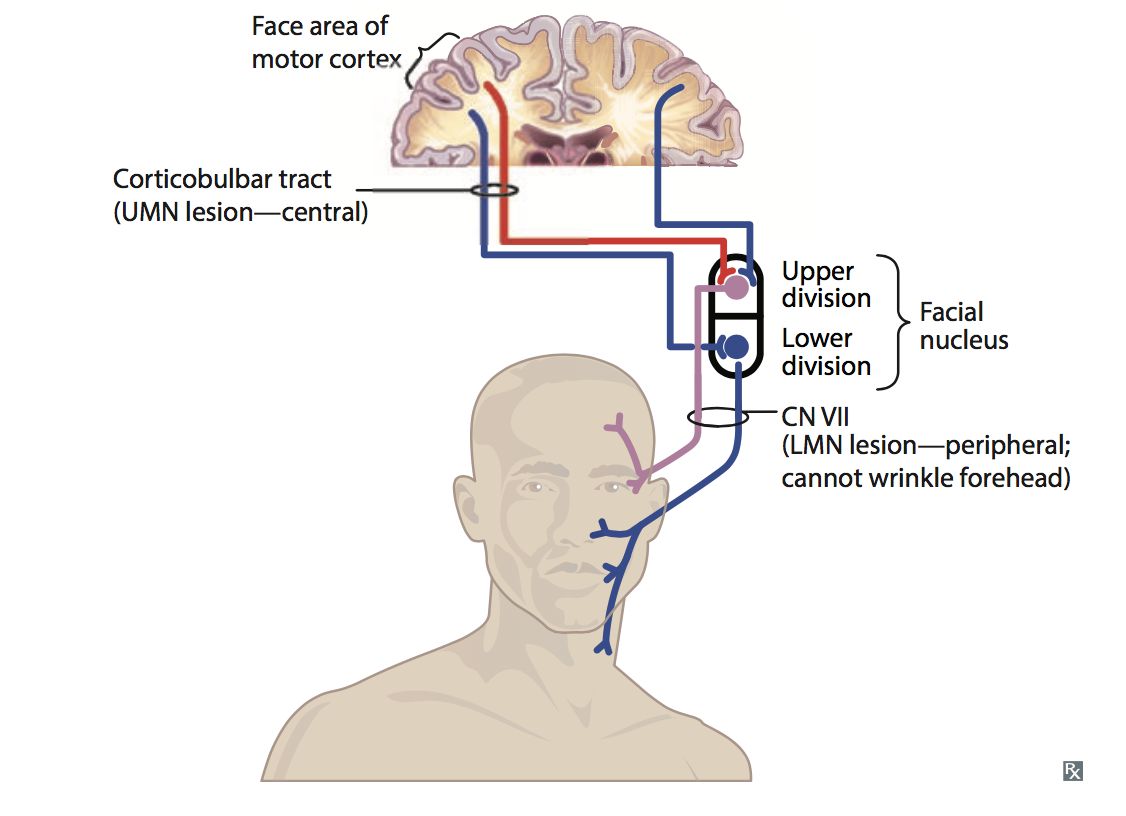 Face area of
motor cortex
Corticobulbar tract
(UMN lesion—central)
Upper
division
Lower
division
Facial
nucleus
CN VII
(LMN lesion—peripheral;
cannot wrinkle forehead)
Rx